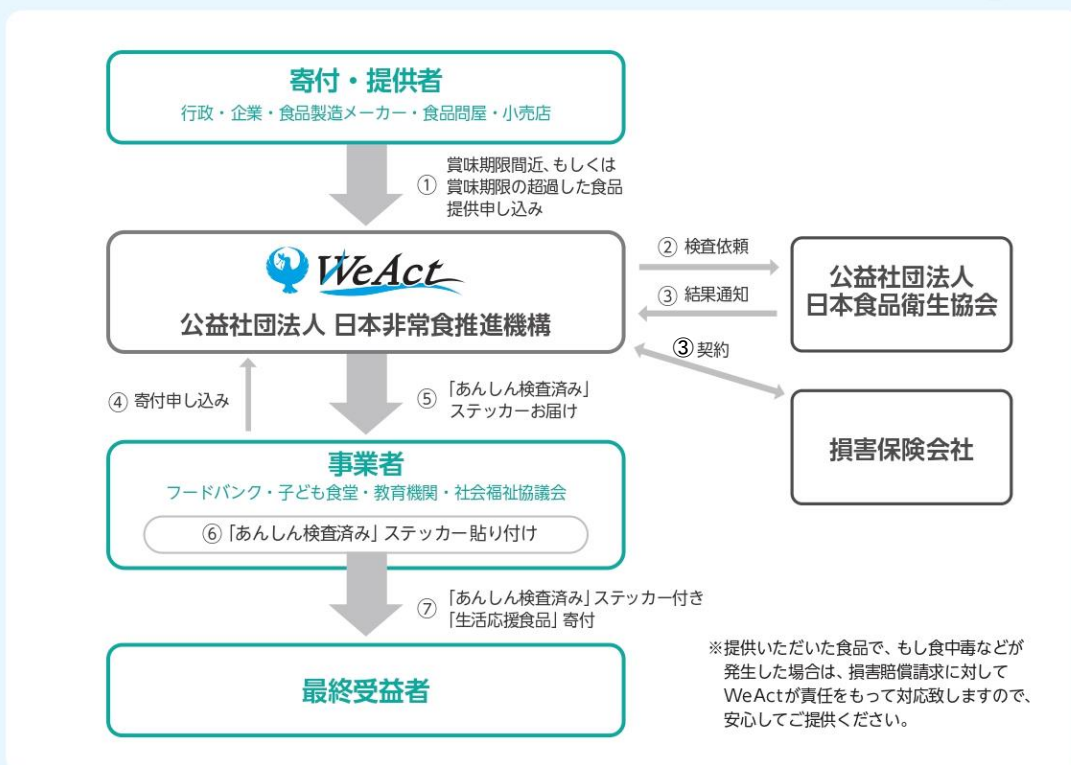 寄付・提供者
行政・企業・食品製造メーカー・食品問屋・小売店
① 賞味期限間近、もしくは
賞味期限の超過した食品
提供申し込み
WeAct
公益社団法人 日本非常食推進機構
② 検査依頼
③ 結果通知
公益社団法人
日本食品衛生協会
③ 契約
損害保険会社
④ 寄付申し込み
⑤ 「あんしん検査済み」
ステッカーお届け
事業者
フードバンク・子ども食堂・教育機関・社会福祉協議会
⑥「あんしん検査済み」ステッカー貼り付け
⑦ 「あんしん検査済み」ステッカー付き
「生活応援食品」寄付
最終受益者
※提供いただいた食品で、もし食中毒などが
発生した場合は、損害賠償請求に対して
WeActが責任をもって対応致しますので、
安心してご提供ください。